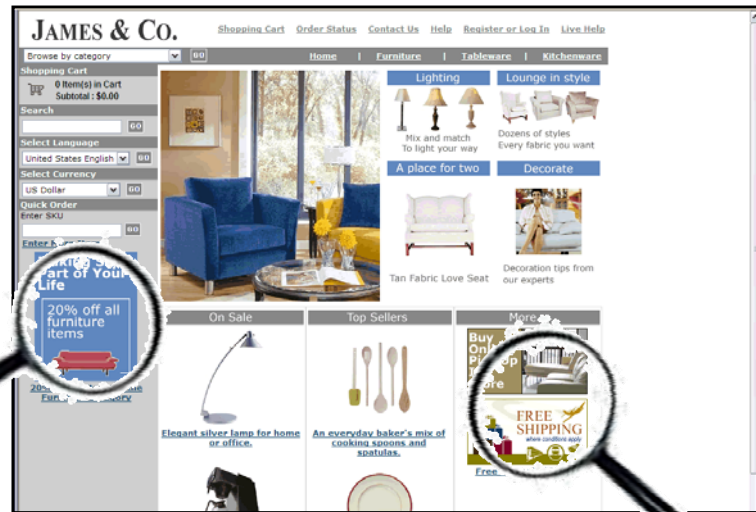 JAMES & CO.
Shopping Cart Order Status Contact Us Help Register or Log In Live Help
Browse by category GO
Home | Furniture | Tableware | Kitchenware
Shopping Cart
0 Item(s) in Cart
Subtotal : $0.00
Search
GO
Select Language
United States English GO
Select Currency
US Dollar GO
Quick Order
Enter SKU
GO
Enter
Part of Your
Life
20% off all
furniture
items
Furniture Category
Lighting
Mix and match
To light your way
Lounge in style
Dozens of styles
Every fabric you want
A place for two
Tan Fabric Love Seat
Decorate
Decoration tips from
our experts
On Sale
Elegant silver lamp for home
or office.
Top Sellers
An everyday baker's mix of
cooking spoons and
spatulas.
More
Buy
FREE
SHIPPING
where conditions apply
Free